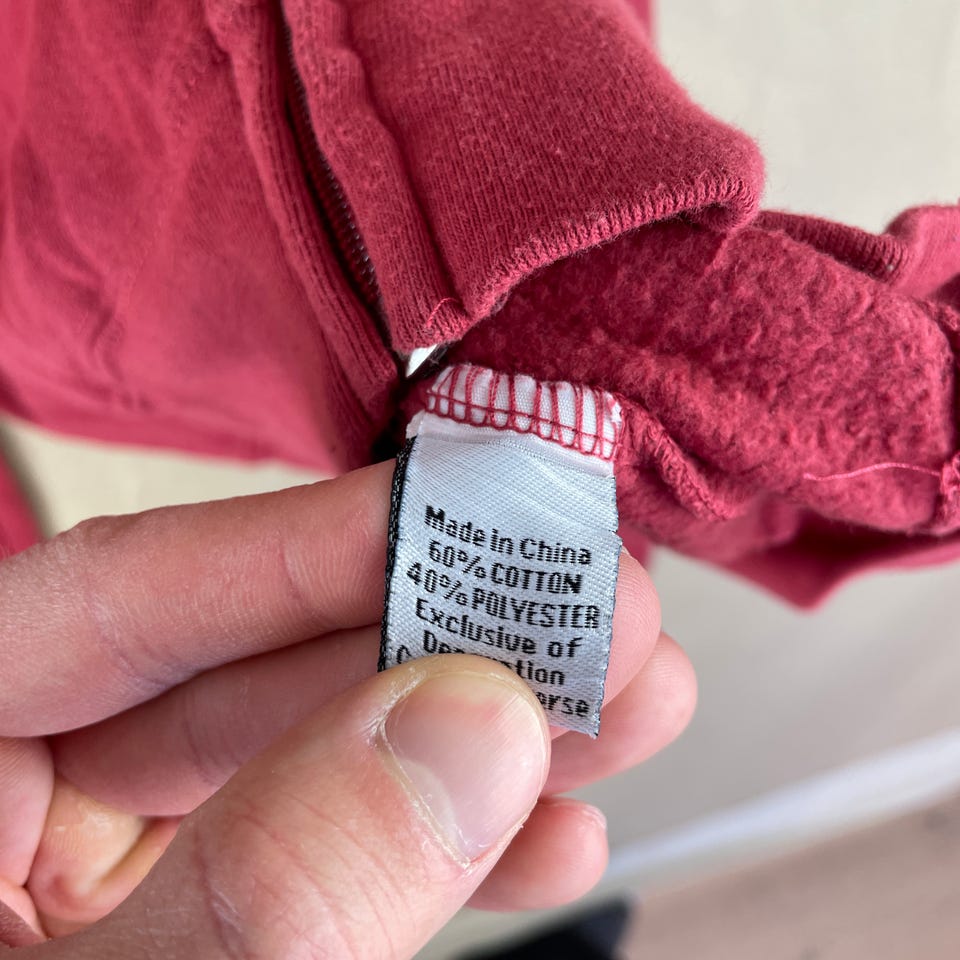 Made in China
60% COTTON
40% POLYESTER
Exclusive of